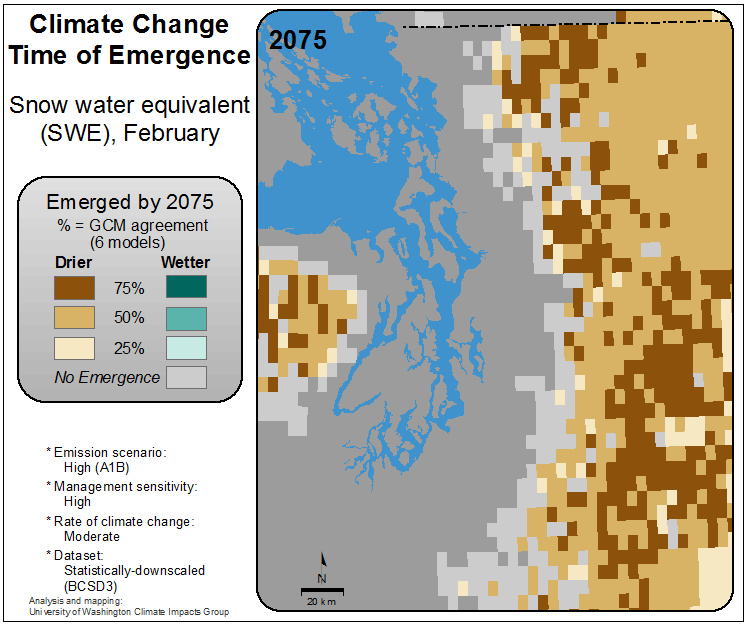 Climate Change
Time of Emergence
Snow water equivalent
(SWE), February
Emerged by 2075
% = GCM agreement
(6 models)
Drier Wetter
75%
50%
25%
No Emergence
* Emission scenario:
High (A1B)
* Management sensitivity:
High
* Rate of climate change:
Moderate
* Dataset:
Statistically-downscaled
(BCSD3)
Analysis and mapping:
University of Washington Climate Impacts Group
2075
N
20 km